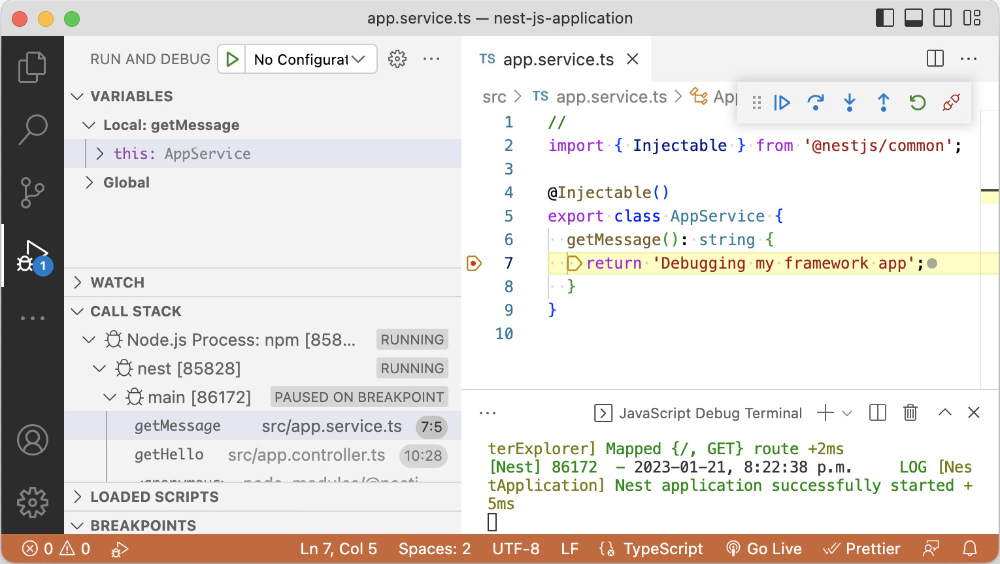 app.service.ts — nest-js-application
RUN AND DEBUG
No Configurat
VARIABLES
Local: getMessage
this: AppService
Global
1
WATCH
CALL STACK
Node.js Process: npm [858... RUNNING
nest [85828] RUNNING
main [86172] PAUSED ON BREAKPOINT
getMessage src/app.service.ts 7:5
getHello src/app.controller.ts 10:28
LOADED SCRIPTS
BREAKPOINTS
TS app.service.ts
src > TS app.service.ts > App
1 //
2 import { Injectable } from '@nestjs/common';
3
4 @Injectable()
5 export class AppService {
6 getMessage(): string {
7 return 'Debugging my framework app';
8 }
9 }
10
JavaScript Debug Terminal
terExplorer] Mapped {/, GET} route +2ms
[Nest] 86172  - 2023-01-21, 8:22:38 p.m.     LOG [Nes
tApplication] Nest application successfully started +
5ms
0 0 Ln 7, Col 5 Spaces: 2 UTF-8 LF TypeScript Go Live Prettier